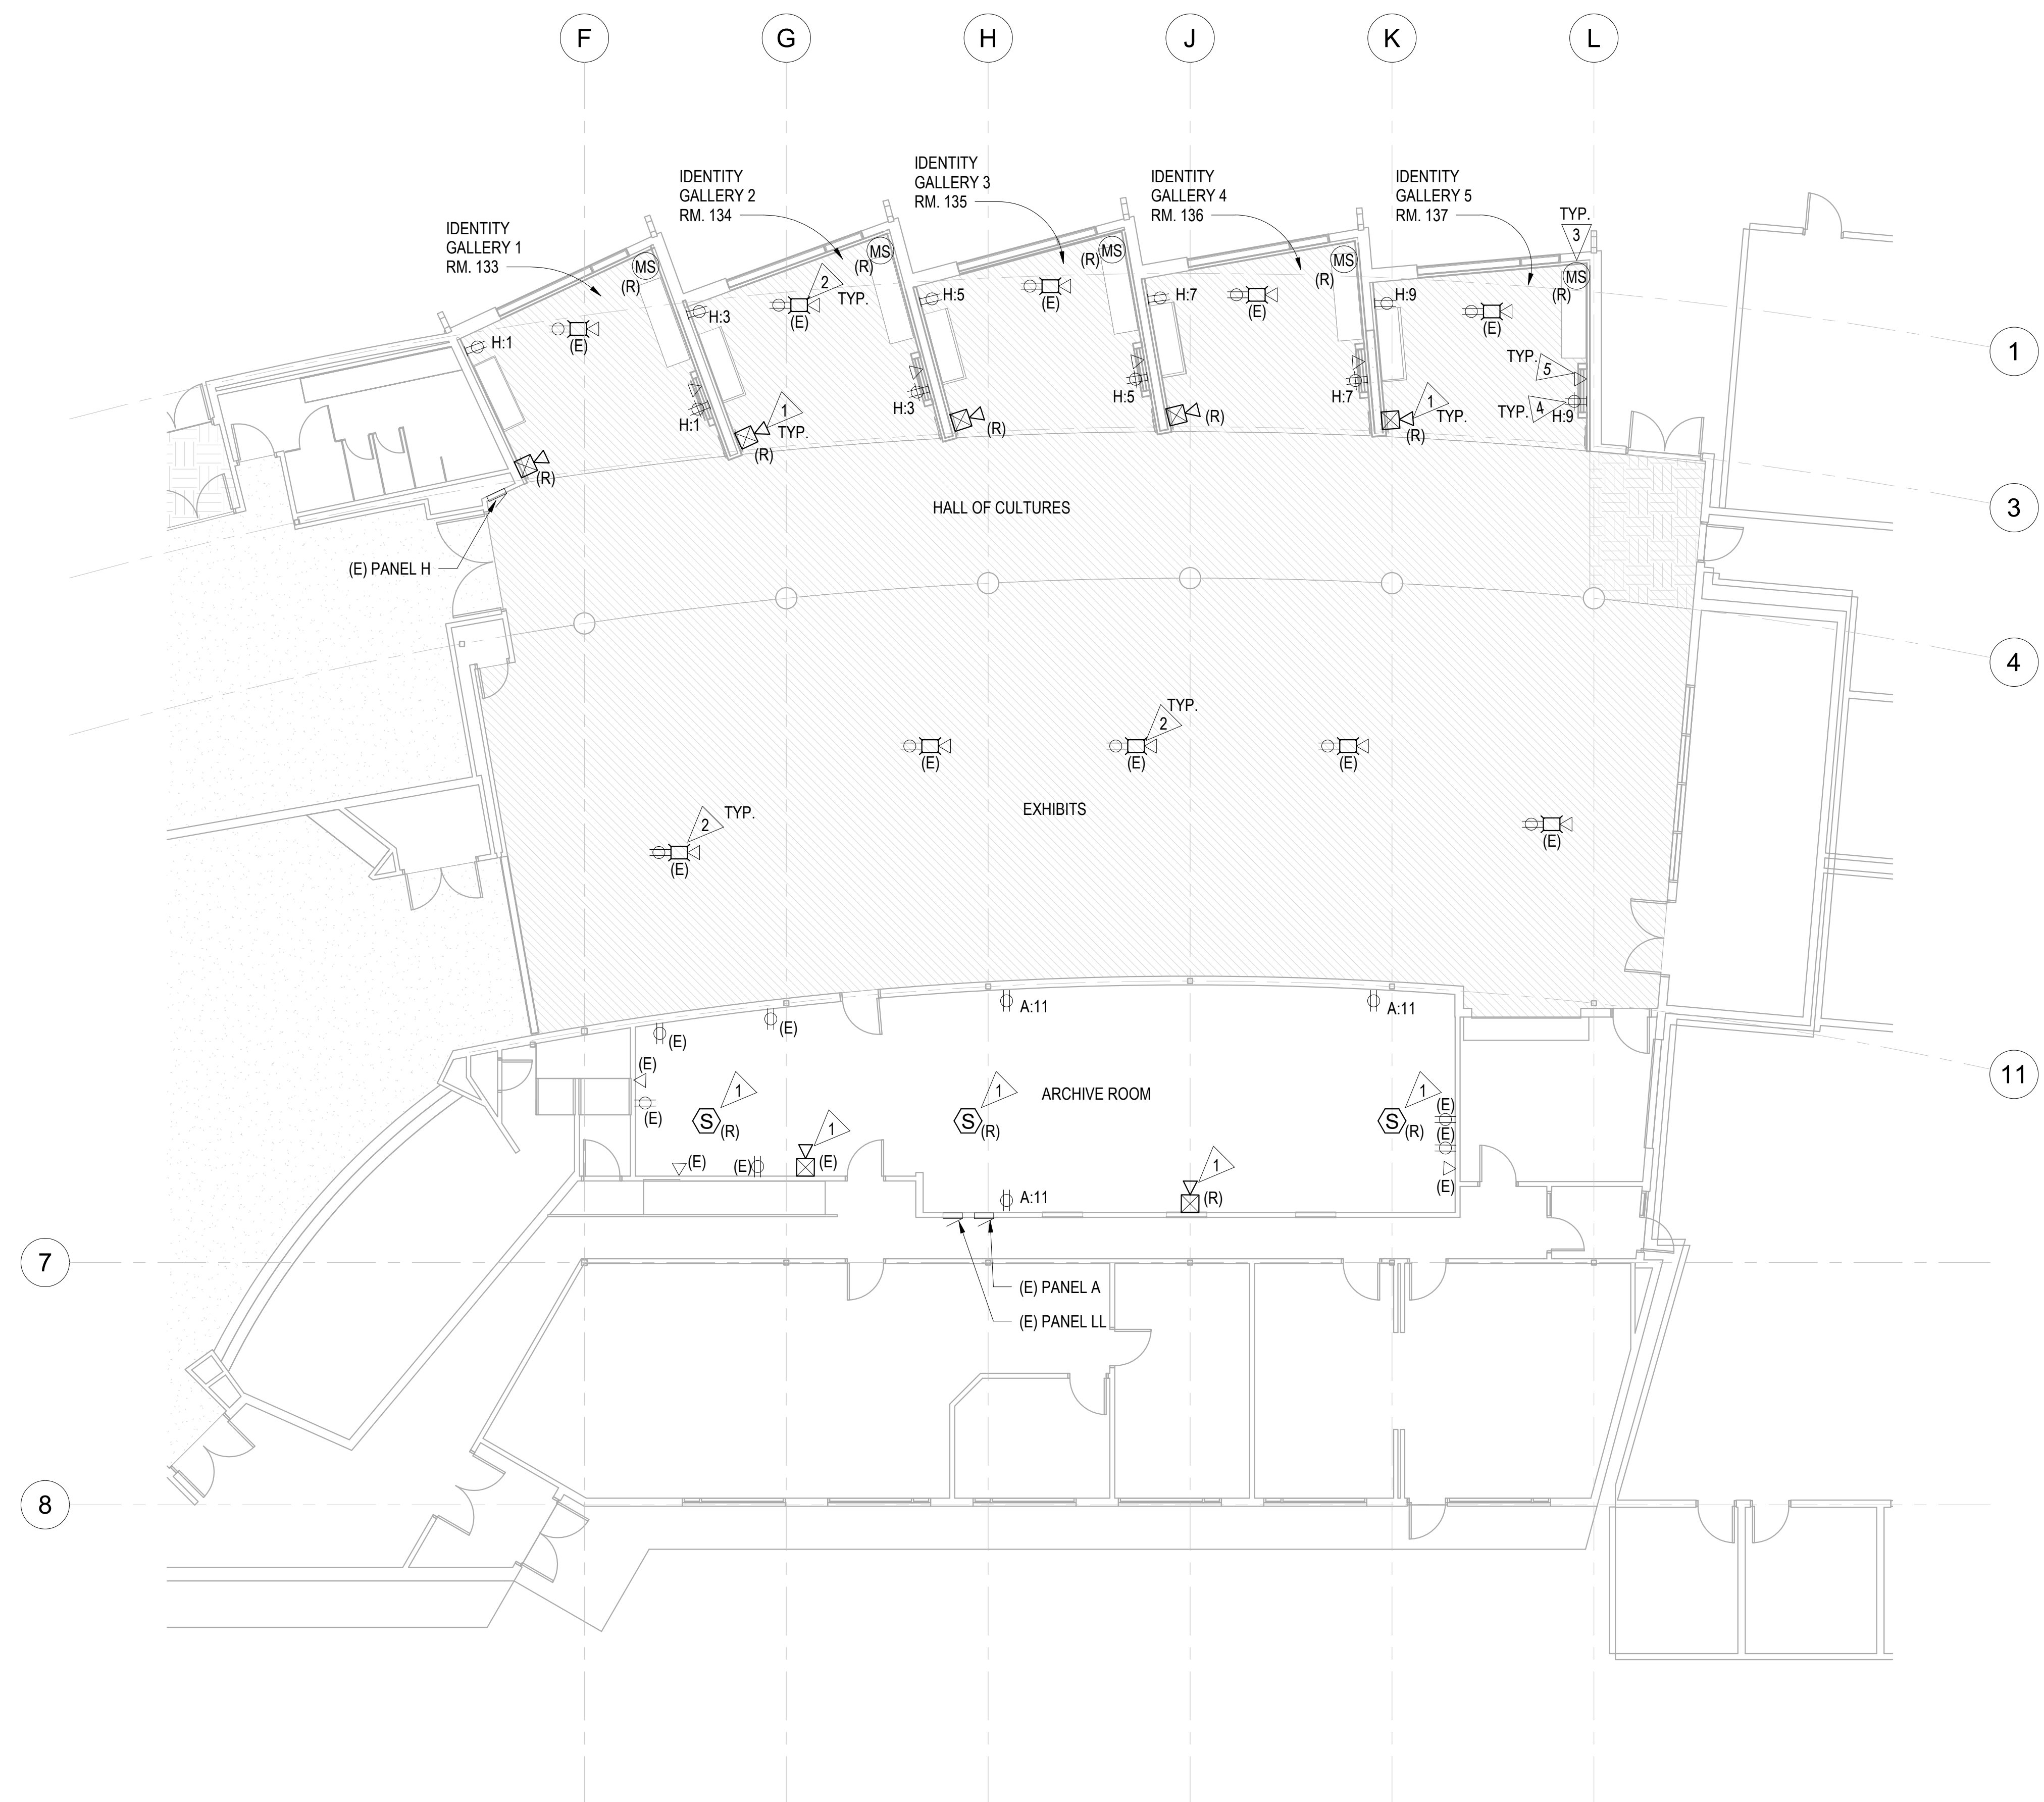 F
G
H
J
K
L
IDENTITY
GALLERY 1
RM. 133
IDENTITY
GALLERY 2
RM. 134
IDENTITY
GALLERY 3
RM. 135
IDENTITY
GALLERY 4
RM. 136
IDENTITY
GALLERY 5
RM. 137
TYP.
3
MS
(R)
MS
(R)
MS
(R)
MS
(R)
MS
(R)
2
TYP.
(E)
(E)
(E)
(E)
(E)
H:1
H:3
H:5
H:7
H:9
1
TYP.
5
TYP.
4
H:1
H:3
H:5
H:7
H:9
1
TYP.
1
TYP.
(R)
(R)
(R)
(R)
(R)
3
HALL OF CULTURES
(E) PANEL H
4
TYP.
2
(E)
(E)
(E)
TYP.
2
(E)
(E)
EXHIBITS
A:11
A:11
(E)
(E)
(E)
(E)
11
ARCHIVE ROOM
1
S
(R)
1
S
(R)
1
S
(R)
(E)
(E)
(E)
1
(E)
(E)
(E)
1
(R)
A:11
7
(E) PANEL A
(E) PANEL LL
8